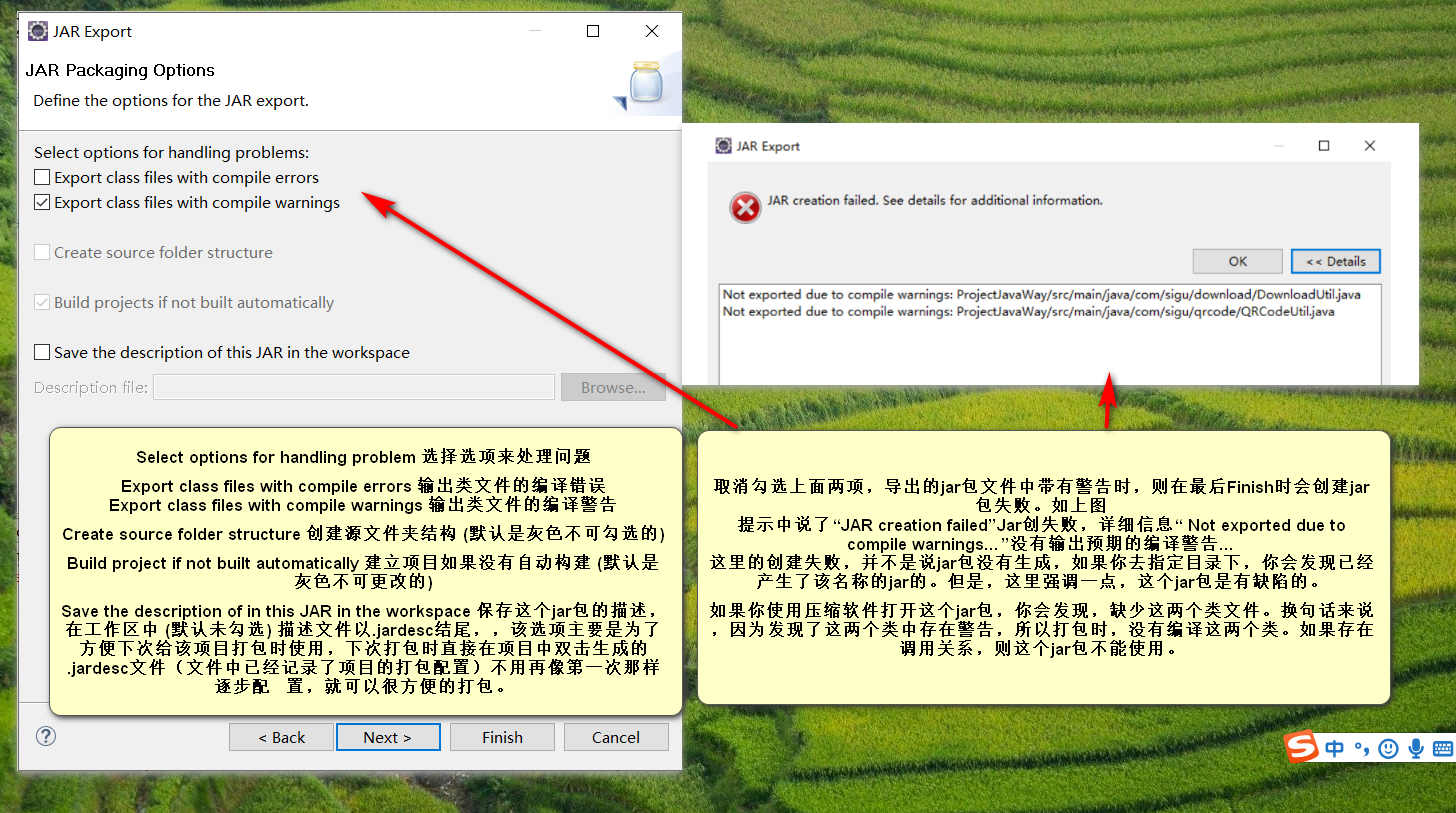 JAR Export
JAR Packaging Options
Define the options for the JAR export.
Select options for handling problems:
Export class files with compile errors
Export class files with compile warnings
Create source folder structure
Build projects if not built automatically
Save the description of this JAR in the workspace
Description file:
Browse...
Select options for handling problem 选择选项来处理问题
Export class files with compile errors 输出类文件的编译错误
Export class files with compile warnings 输出类文件的编译警告
Create source folder structure 创建源文件夹结构 (默认是灰色不可勾选的)
Build project if not built automatically 建立项目如果没有自动构建 (默认是
灰色不可更改的)
Save the description of in this JAR in the workspace 保存这个jar包的描述，
在工作区中 (默认未勾选) 描述文件以.jardesc结尾，，该选项主要是为了
方便下次给该项目打包时使用，下次打包时直接在项目中双击生成的
.jardesc文件（文件中已经记录了项目的打包配置）不用再像第一次那样
逐步配 置，就可以很方便的打包。
< Back
Next >
Finish
Cancel
JAR Export
JAR creation failed. See details for additional information.
OK
<< Details
Not exported due to compile warnings: ProjectJavaWay/src/main/java/com/sigu/download/DownloadUtil.java
Not exported due to compile warnings: ProjectJavaWay/src/main/java/com/sigu/qrcode/QRCodeUtil.java
取消勾选上面两项，导出的jar包文件中带有警告时，则在最后Finish时会创建jar
包失败。如上图
提示中说了“JAR creation failed”Jar创失败，详细信息“ Not exported due to
compile warnings...”没有输出预期的编译警告...
这里的创建失败，并不是说jar包没有生成，如果你去指定目录下，你会发现已经
产生了该名称的jar的。但是，这里强调一点，这个jar包是有缺陷的。
如果你使用压缩软件打开这个jar包，你会发现，缺少这两个类文件。换句话来说
，因为发现了这两个类中存在警告，所以打包时，没有编译这两个类。如果存在
调用关系，则这个jar包不能使用。
中